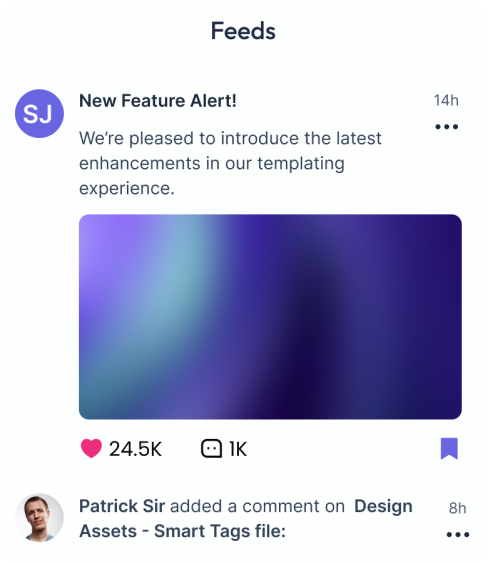 Feeds
SJ
New Feature Alert!
14h
We’re pleased to introduce the latest
enhancements in our templating
experience.
24.5K
1K
Patrick Sir added a comment on Design
8h
Assets - Smart Tags file: